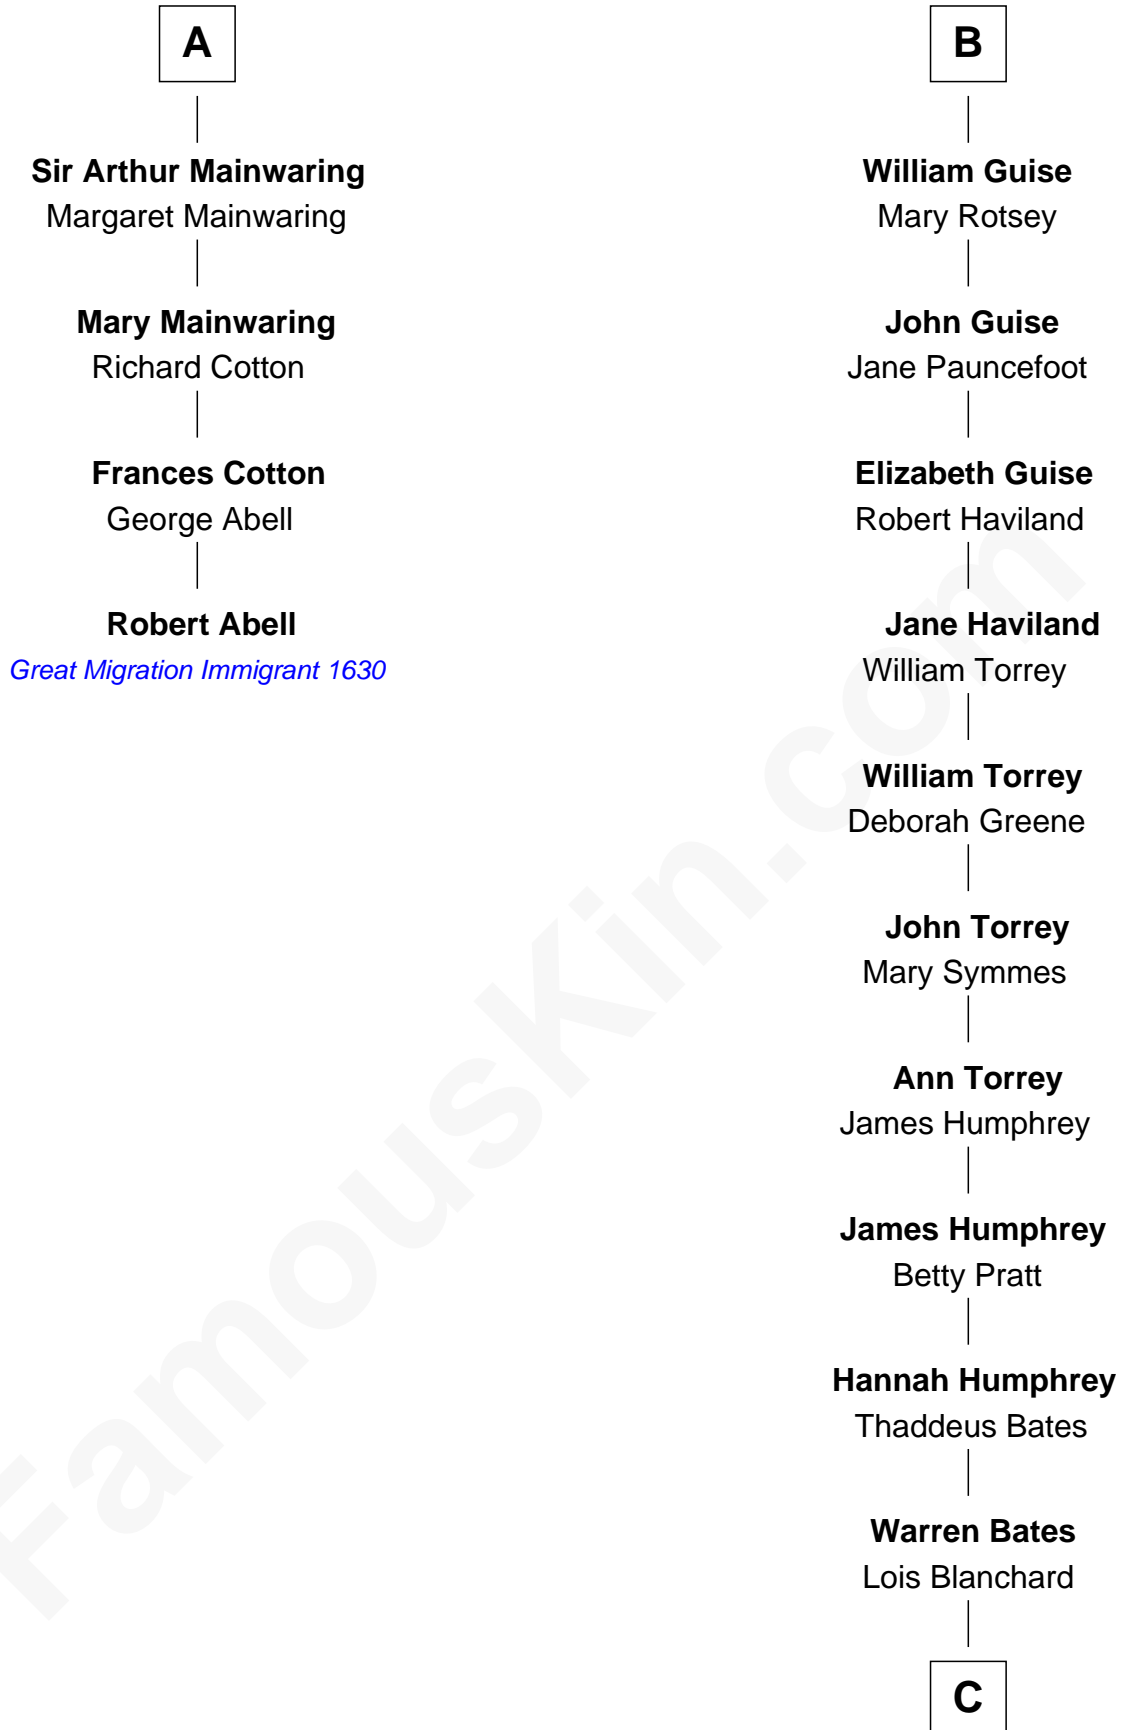 A
Sir Arthur Mainwaring
Margaret Mainwaring
Mary Mainwaring
Richard Cotton
Frances Cotton
George Abell
Robert Abell
Great Migration Immigrant 1630
B
William Guise
Mary Rotsey
John Guise
Jane Pauncefoot
Elizabeth Guise
Robert Haviland
Jane Haviland
William Torrey
William Torrey
Deborah Greene
John Torrey
Mary Symmes
Ann Torrey
James Humphrey
James Humphrey
Betty Pratt
Hannah Humphrey
Thaddeus Bates
Warren Bates
Lois Blanchard
C
FamousKin.com